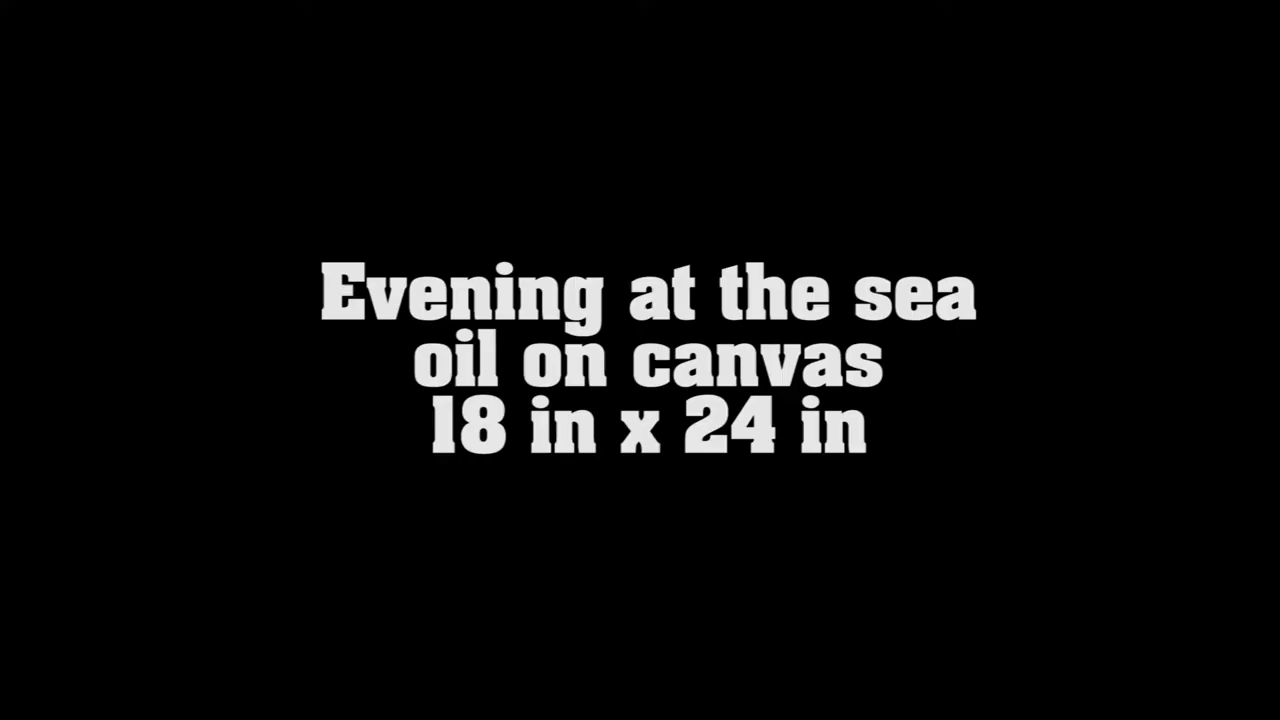 Evening at the sea
oil on canvas
18 in x 24 in